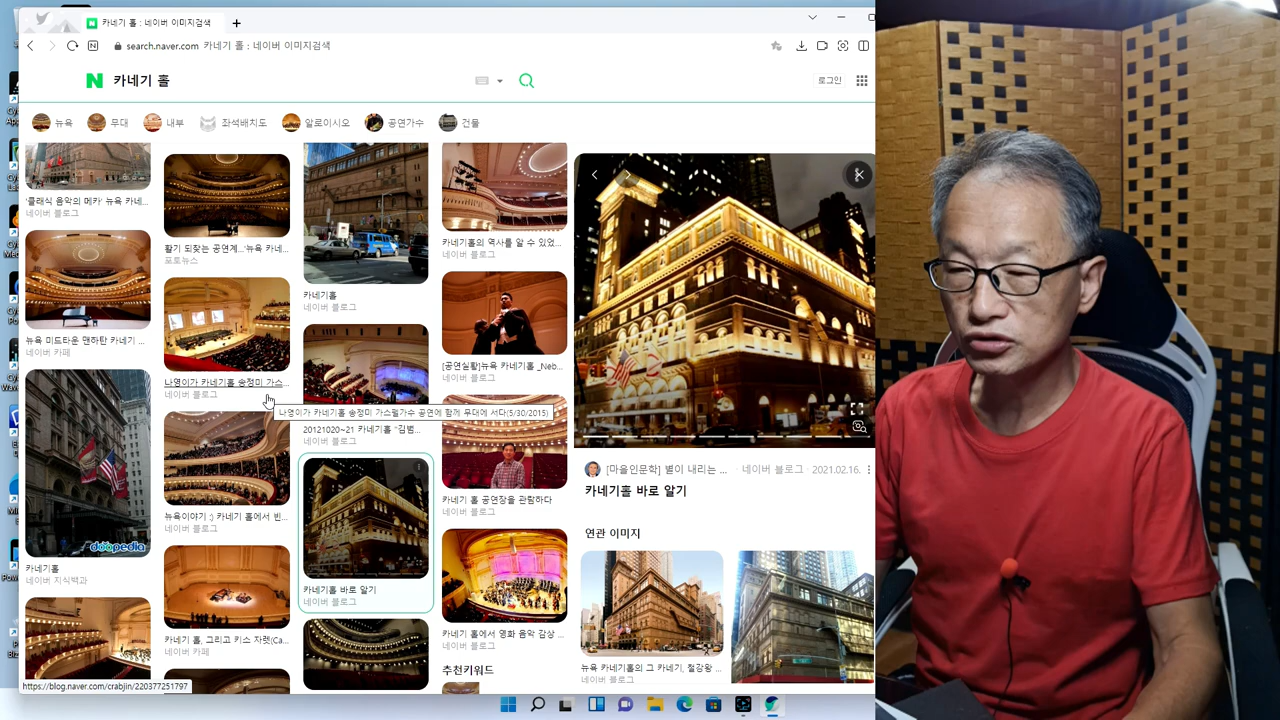 카네기 홀 : 네이버 이미지검색
search.naver.com 카네기 홀 : 네이버 이미지검색
N 카네기 홀
로그인
뉴욕
무대
내부
좌석배치도
알로이시오
공연가수
건물
'클래식 음악의 메카' 뉴욕 카네...
네이버 블로그
뉴욕 미드타운 맨하탄 카네기 ...
네이버 카페
doopedia
카네기홀
네이버 지식백과
활기 되찾는 공연계...'뉴욕 카네...
포토뉴스
나영이가 카네기홀 송정미 가스...
네이버 블로그
나영이가 카네기홀 송정미 가스펠가수 공연에 함께 무대에 서다(5/30/2015)
뉴욕이야기 :) 카네기 홀에서 빈...
네이버 블로그
카네기 홀, 그리고 키스 자렛(Ca...
네이버 카페
카네기홀
네이버 블로그
20121020~21 카네기홀 "김범...
네이버 블로그
카네기홀 바로 알기
네이버 블로그
카네기홀의 역사를 알 수 있었...
네이버 블로그
[공연실황]뉴욕 카네기홀 _Neb...
네이버 블로그
카네기 홀 공연장을 관람하다
네이버 블로그
카네기 홀에서 영화 음악 감상 ...
네이버 블로그
추천키워드
[마을인문학] 별이 내리는 ... · 네이버 블로그 · 2021.02.16.
카네기홀 바로 알기
연관 이미지
뉴욕 카네기홀의 그 카네기, 철강왕 ...
네이버 블로그
https://blog.naver.com/crabjin/220377251797